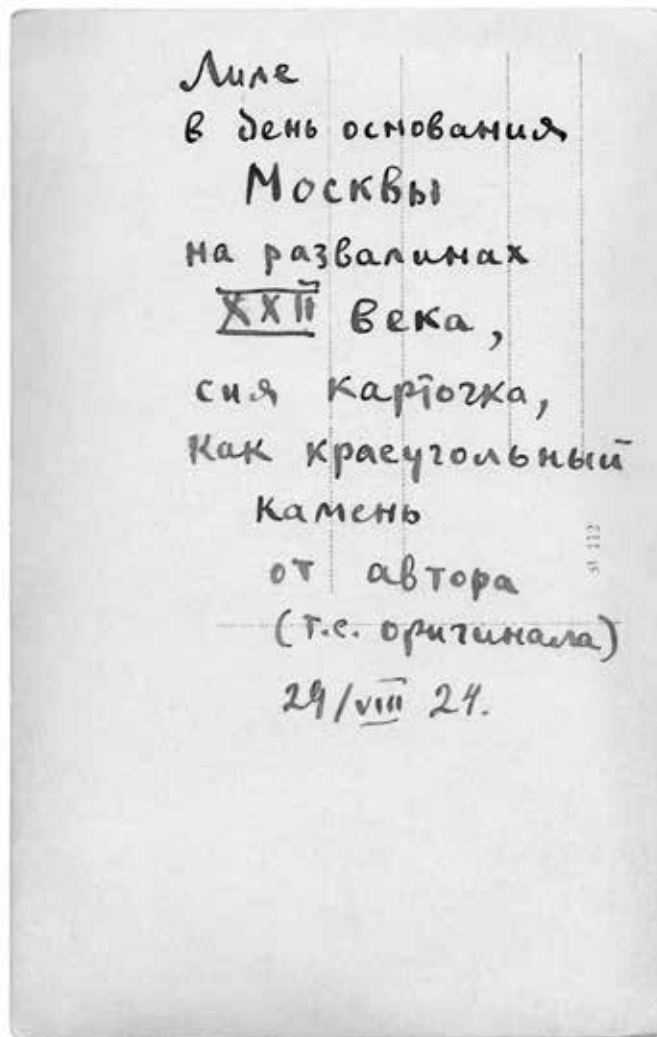 Лиле
в день основания
Москвы
на развалинах
XXII века,
сия карточка,
как краеугольный
камень
от автора
(т.е. оригинала)
29/VIII 24.